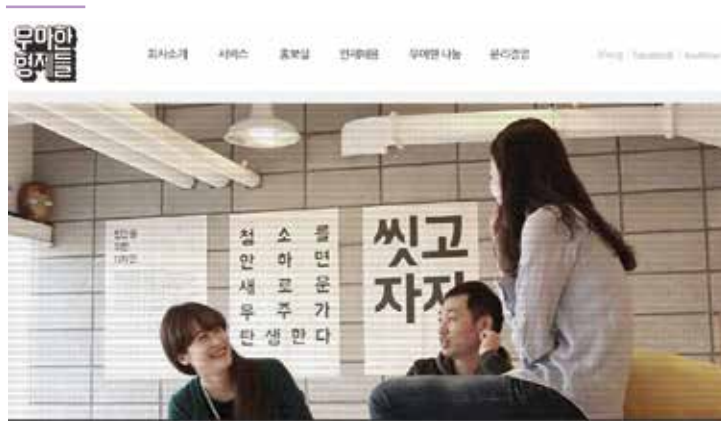 우아한
형제들
회사소개 서비스 홍보실 인재채용 우아한 나눔 윤리경영 Blog | Facebook |
청 소 를
안 하 면
새 로 운
우 주 가
탄 생 한 다
씻고
자자